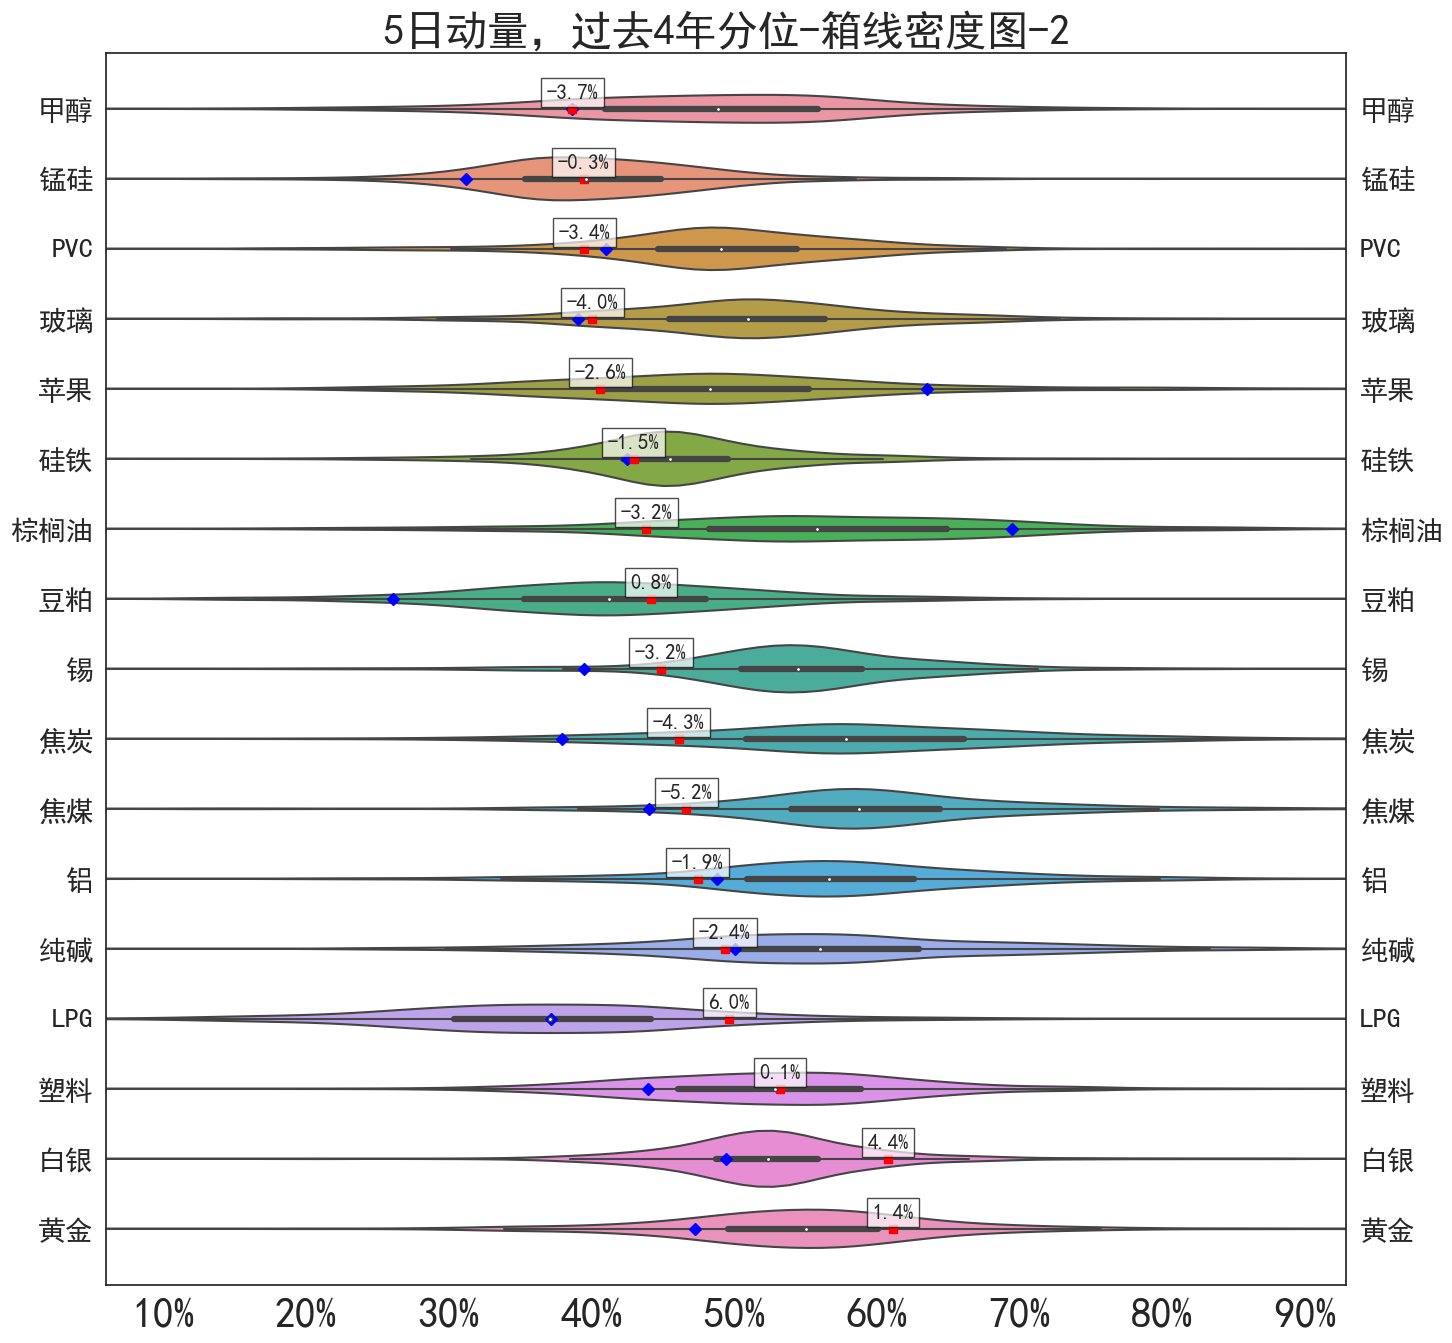 5日动量，过去4年分位-箱线密度图-2
甲醇 -3.7% 甲醇
锰硅 -0.3% 锰硅
PVC -3.4% PVC
玻璃 -4.0% 玻璃
苹果 -2.6% 苹果
硅铁 -1.5% 硅铁
棕榈油 -3.2% 棕榈油
豆粕 0.8% 豆粕
锡 -3.2% 锡
焦炭 -4.3% 焦炭
焦煤 -5.2% 焦煤
铝 -1.9% 铝
纯碱 -2.4% 纯碱
LPG 6.0% LPG
塑料 0.1% 塑料
白银 4.4% 白银
黄金 1.4% 黄金
10% 20% 30% 40% 50% 60% 70% 80% 90%